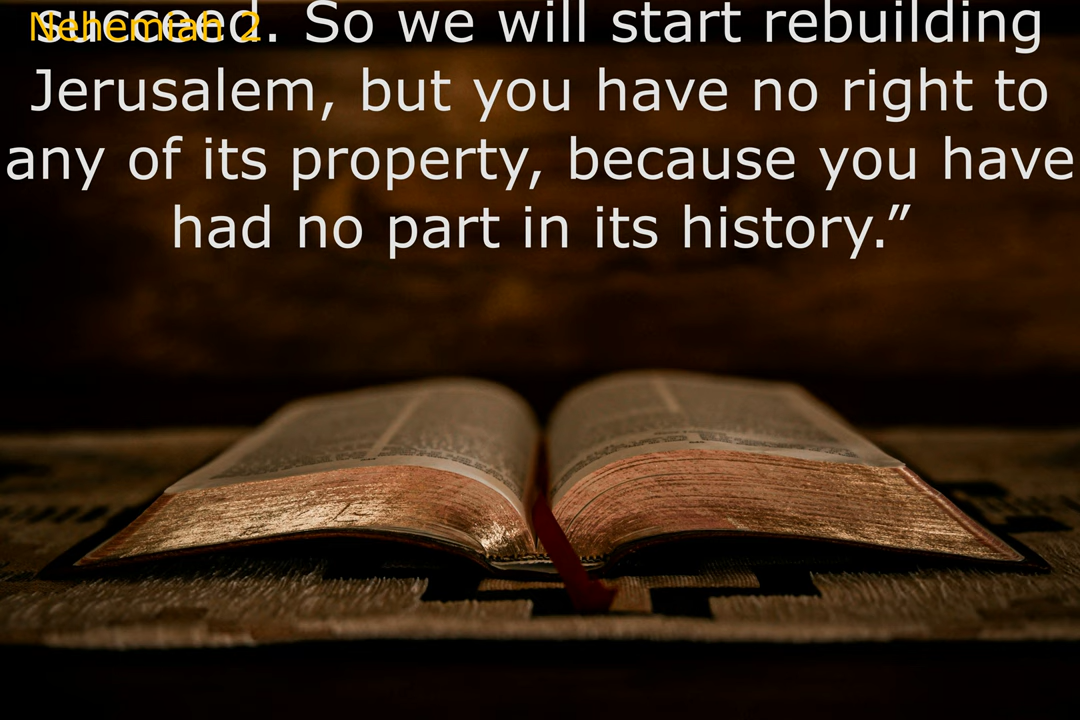 Nehemiah 2
succeed. So we will start rebuilding
Jerusalem, but you have no right to
any of its property, because you have
had no part in its history.”